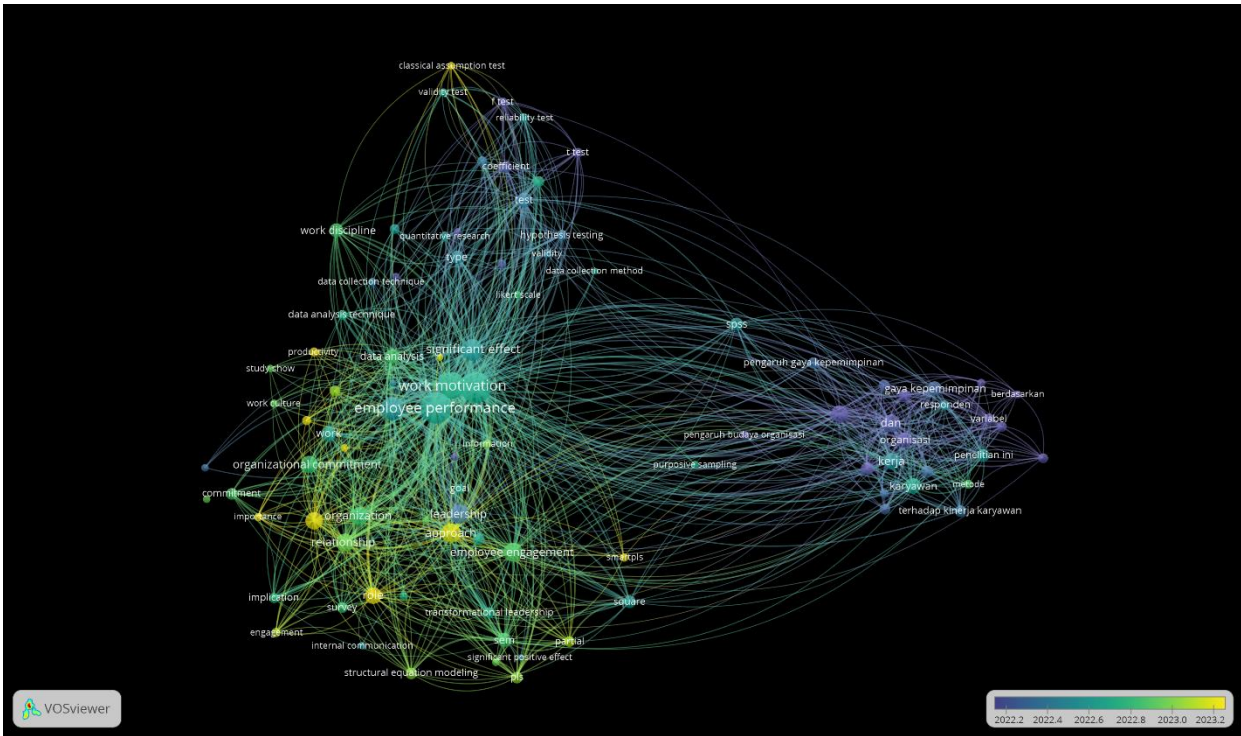 classical assumption test
validity test
f test
reliability test
t test
coefficient
test
work discipline
quantitative research
hypothesis testing
type
validity
data collection technique
data collection method
likert scale
data analysis technique
spss
significant effect
productivity
data analysis
pengaruh gaya kepemimpinan
study show
work motivation
gaya kepemimpinan
berdasarkan
work culture
employee performance
responden
variabel
dan
work
information
pengaruh budaya organisasi
organisasi
organizational commitment
purposive sampling
kerja
penelitian ini
commitment
goal
karyawan
metode
importance
organization
leadership
terhadap kinerja karyawan
approach
relationship
employee engagement
smartpls
implication
role
survey
transformational leadership
square
engagement
internal communication
sem
partial
significant positive effect
structural equation modeling
pls
VOSviewer
2022.2 2022.4 2022.6 2022.8 2023.0 2023.2